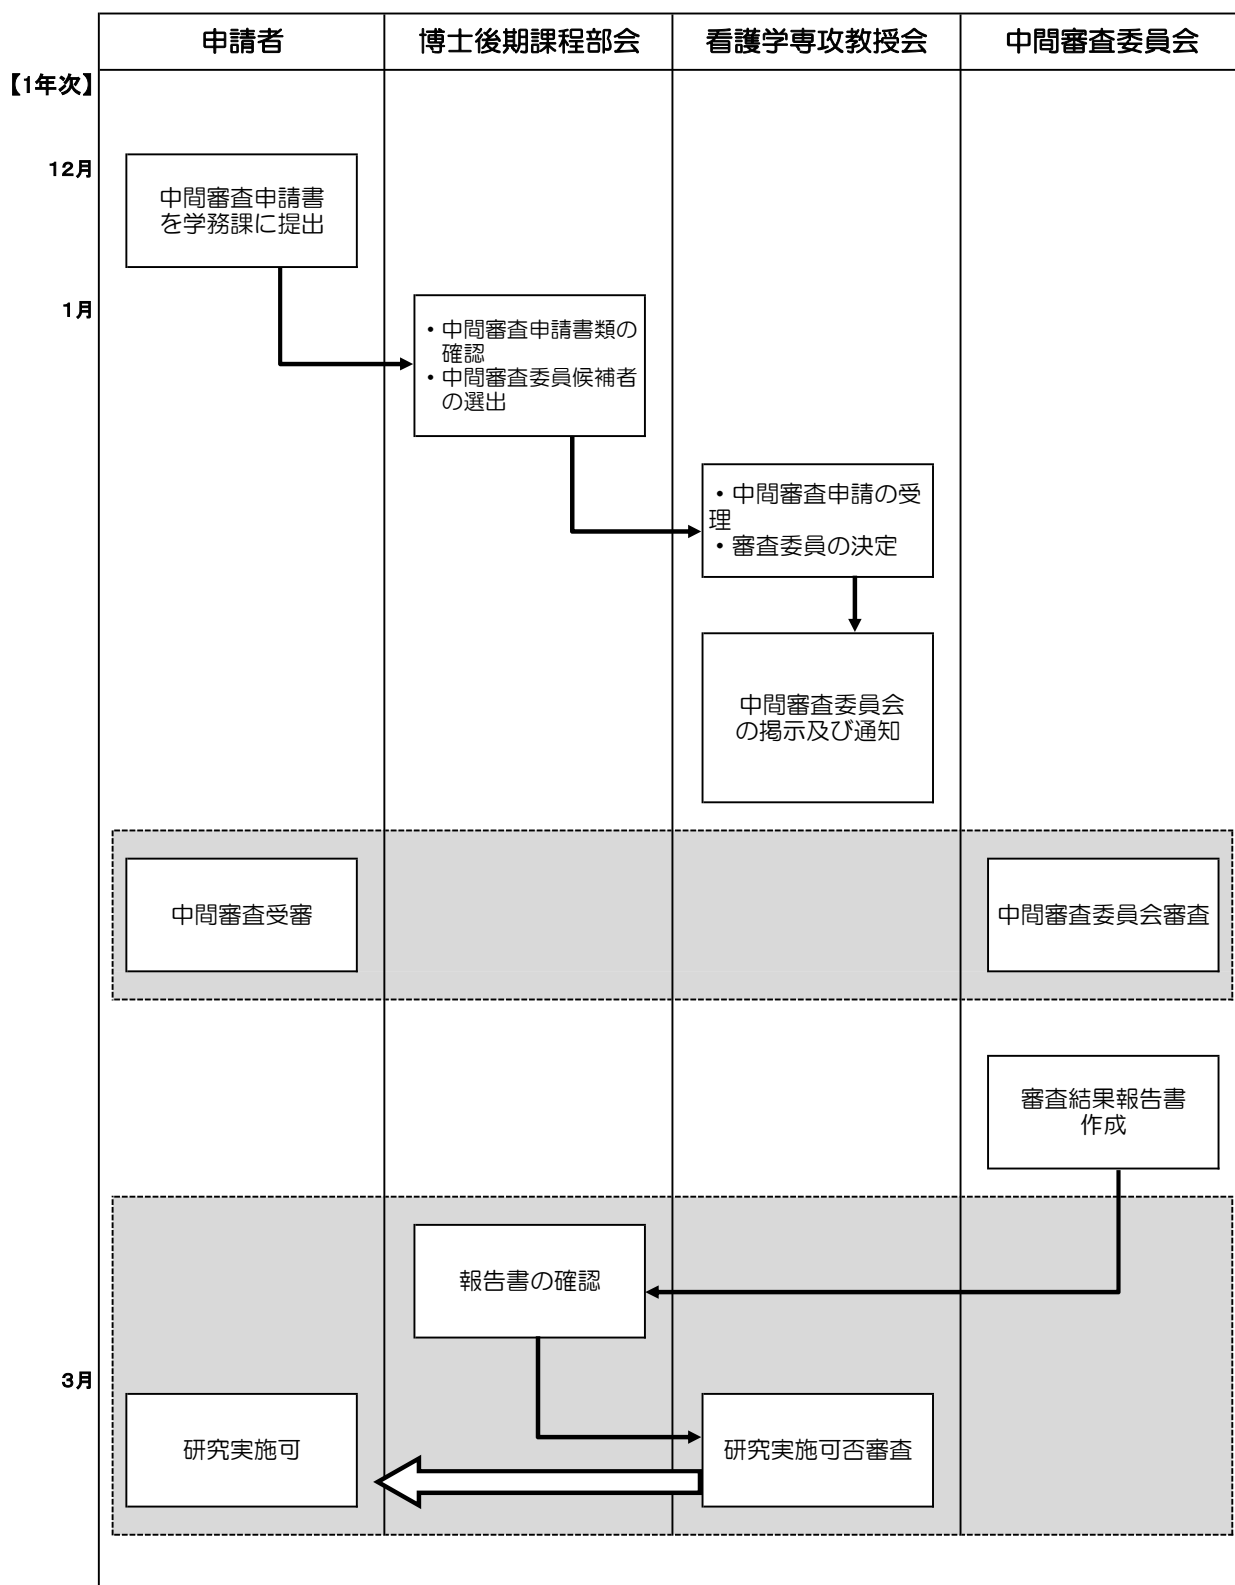 申請者
博士後期課程部会
看護学専攻教授会
中間審査委員会
【1年次】
12月
中間審査申請書
を学務課に提出
1月
・中間審査申請書類の
確認
・中間審査委員候補者
の選出
・中間審査申請の受
理
・審査委員の決定
中間審査委員会
の掲示及び通知
中間審査受審
中間審査委員会審査
審査結果報告書
作成
報告書の確認
3月
研究実施可
研究実施可否審査